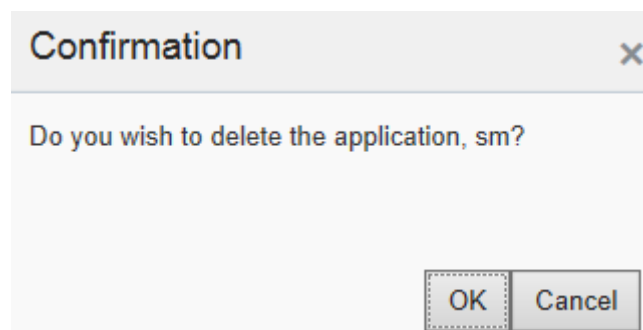 Confirmation
Do you wish to delete the application, sm?
OK Cancel